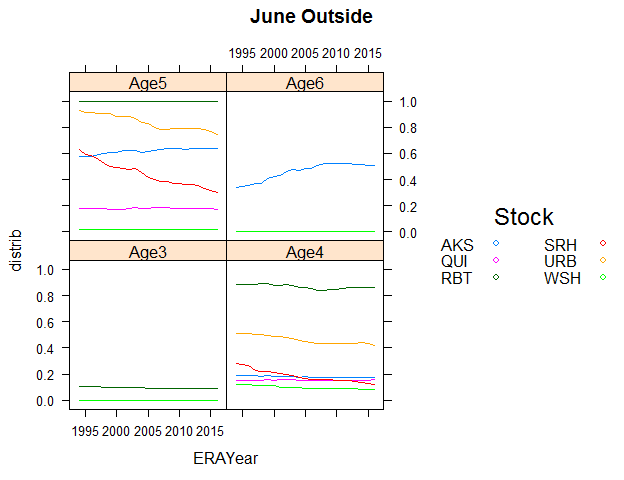 June Outside
1995 2000 2005 2010 2015
Age5 Age6
1.0
0.8
0.6
0.4
0.2
0.0
distrib
Age3 Age4
1.0
0.8
0.6
0.4
0.2
0.0
1995 2000 2005 2010 2015
ERAYear
Stock
AKS SRH
QUI URB
RBT WSH